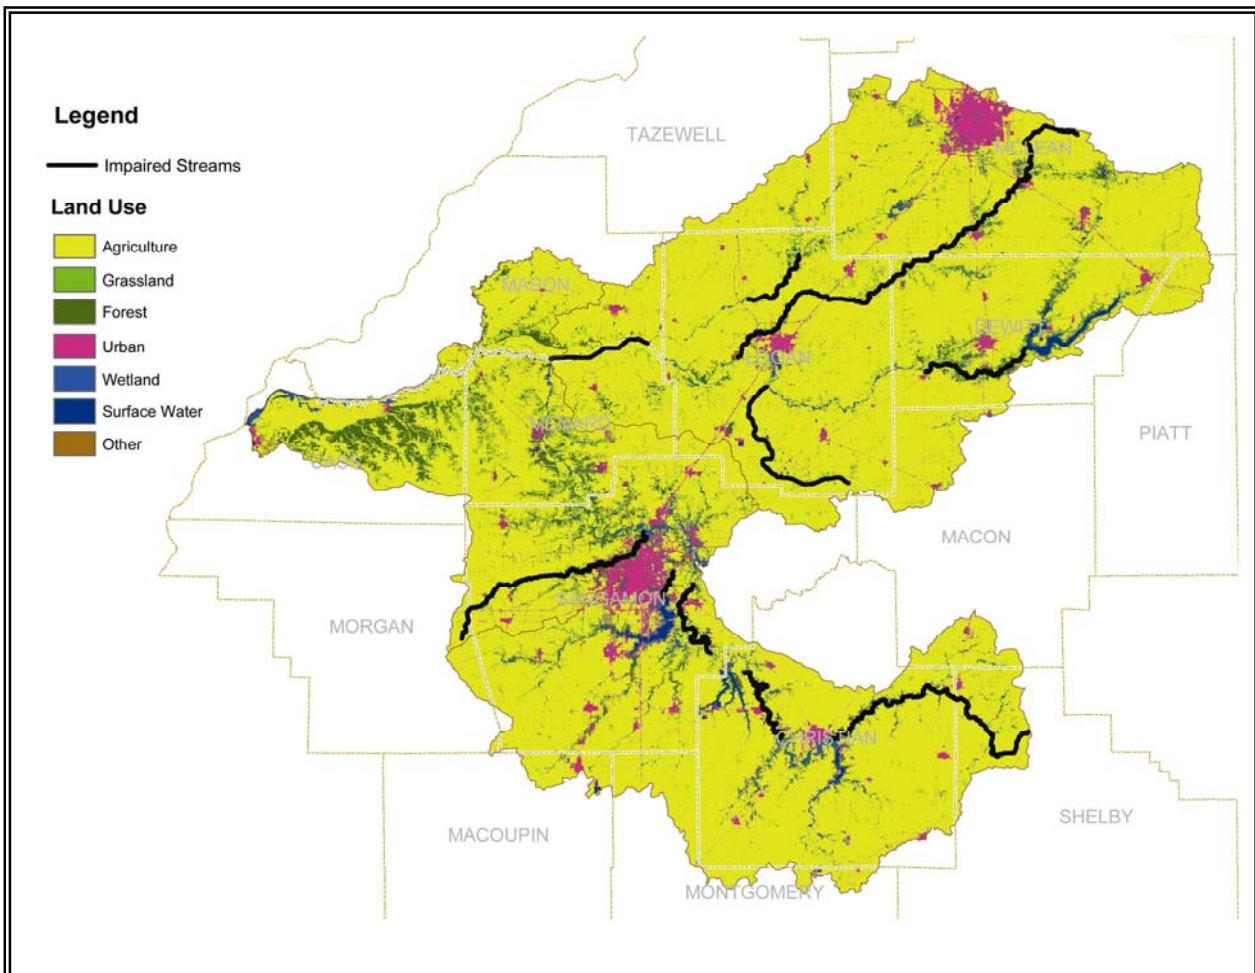 Legend
Impaired Streams
Land Use
Agriculture
Grassland
Forest
Urban
Wetland
Surface Water
Other
TAZEWELL
MCLEAN
MASON
LOGAN
DEWITT
PIATT
MENARD
CASS
MACON
SANGAMON
MORGAN
CHRISTIAN
SHELBY
MACOUPIN
MONTGOMERY